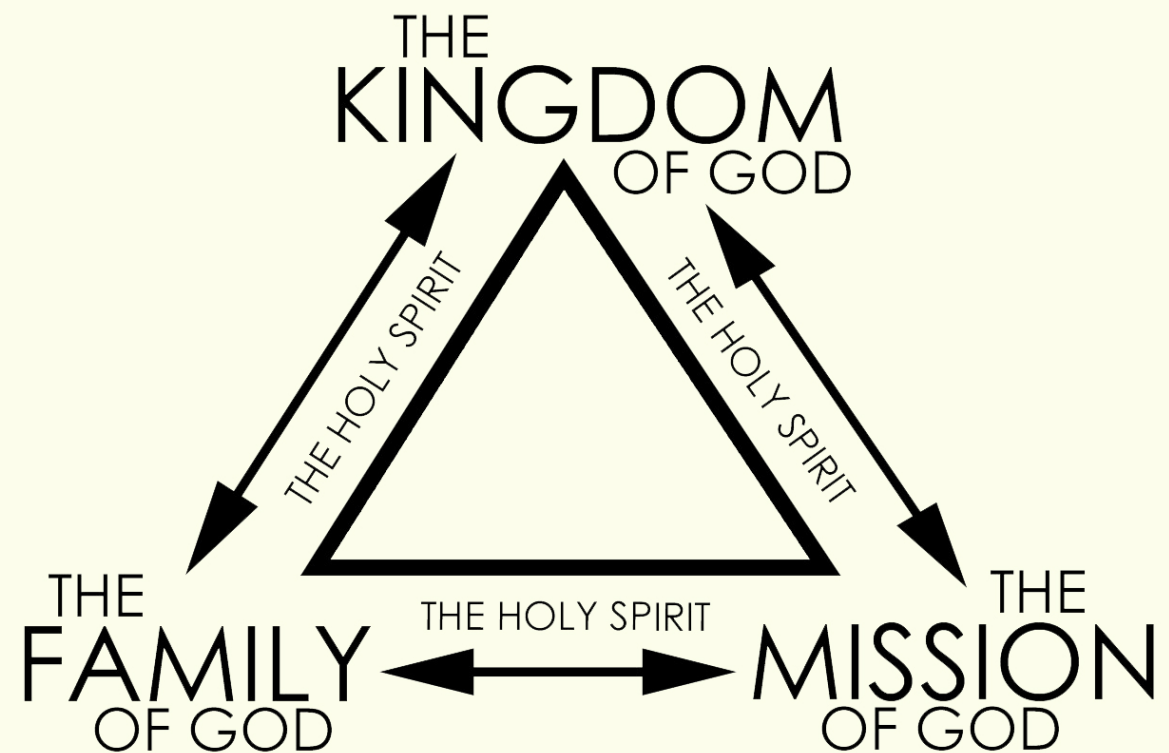 THE
KINGDOM
OF GOD
THE HOLY SPIRIT
THE HOLY SPIRIT
THE
FAMILY
OF GOD
THE HOLY SPIRIT
THE
MISSION
OF GOD